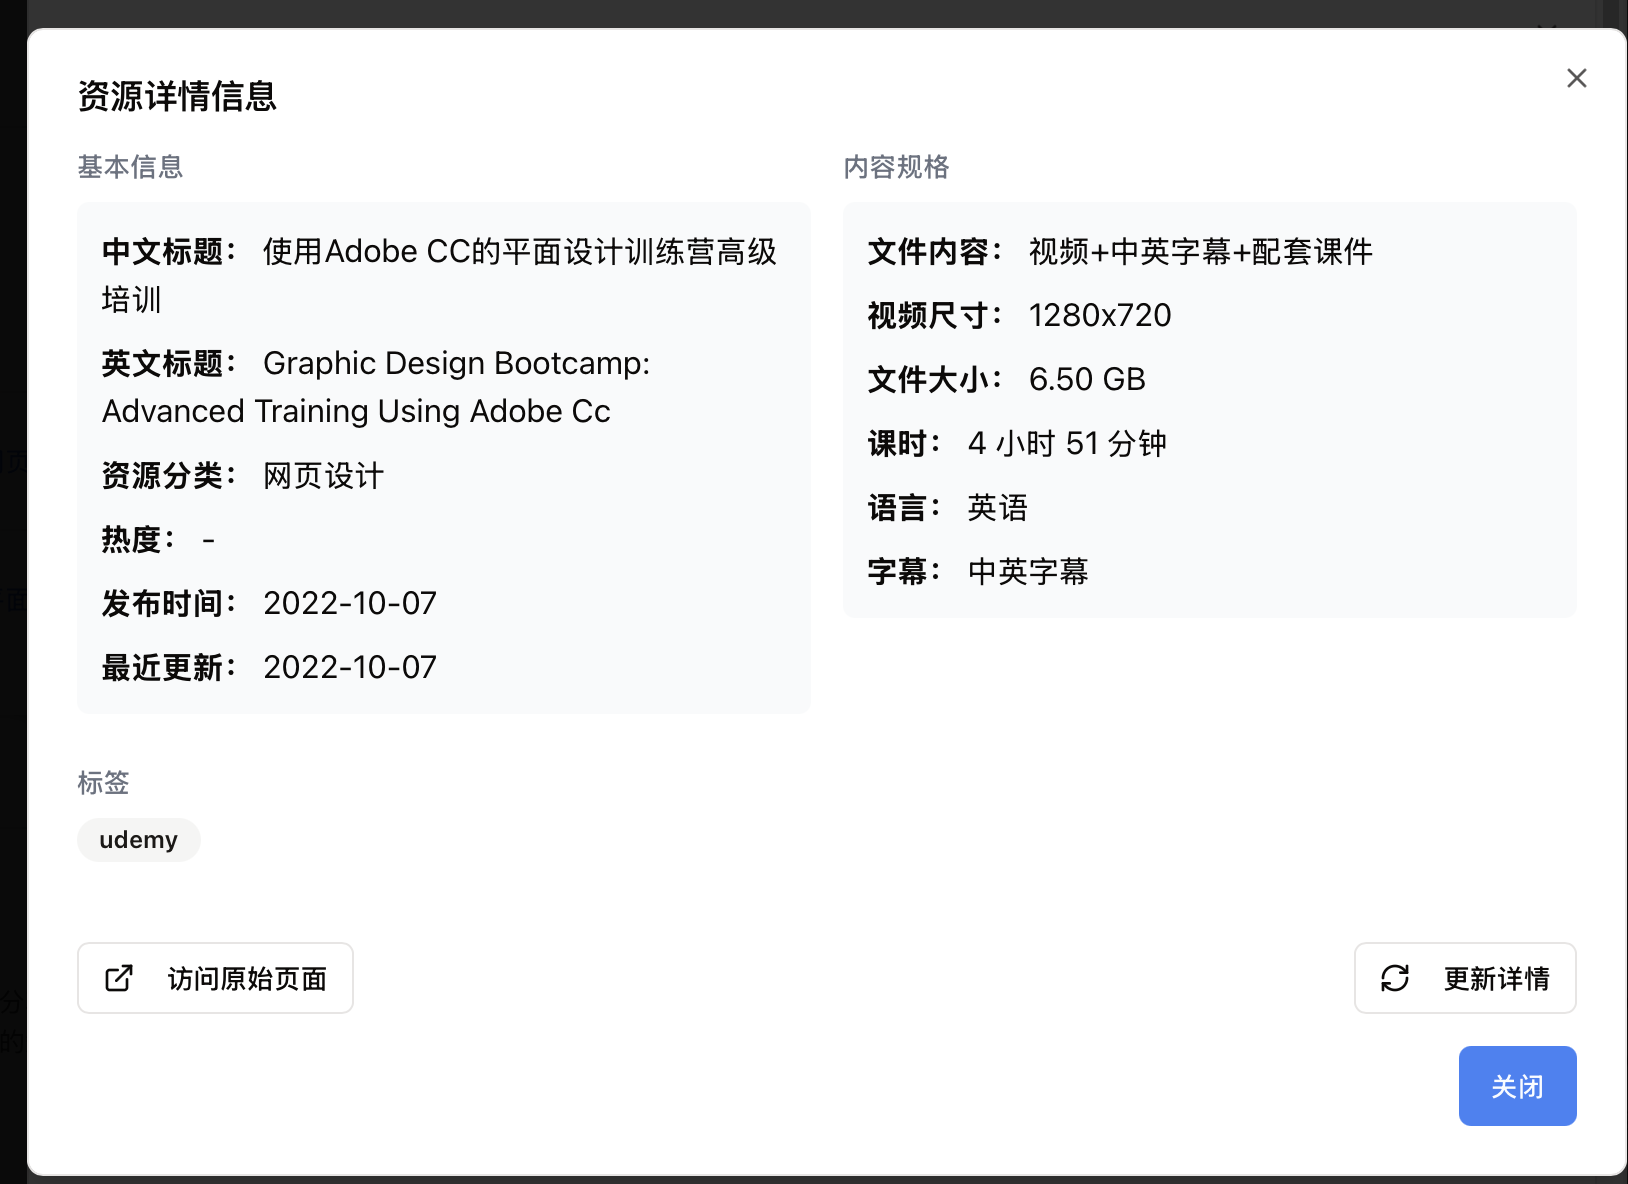 资源详情信息
基本信息
中文标题： 使用Adobe CC的平面设计训练营高级
培训
英文标题： Graphic Design Bootcamp:
Advanced Training Using Adobe Cc
资源分类： 网页设计
热度： -
发布时间： 2022-10-07
最近更新： 2022-10-07
内容规格
文件内容： 视频+中英字幕+配套课件
视频尺寸： 1280x720
文件大小： 6.50 GB
课时： 4 小时 51 分钟
语言： 英语
字幕： 中英字幕
标签
udemy
访问原始页面
更新详情
关闭